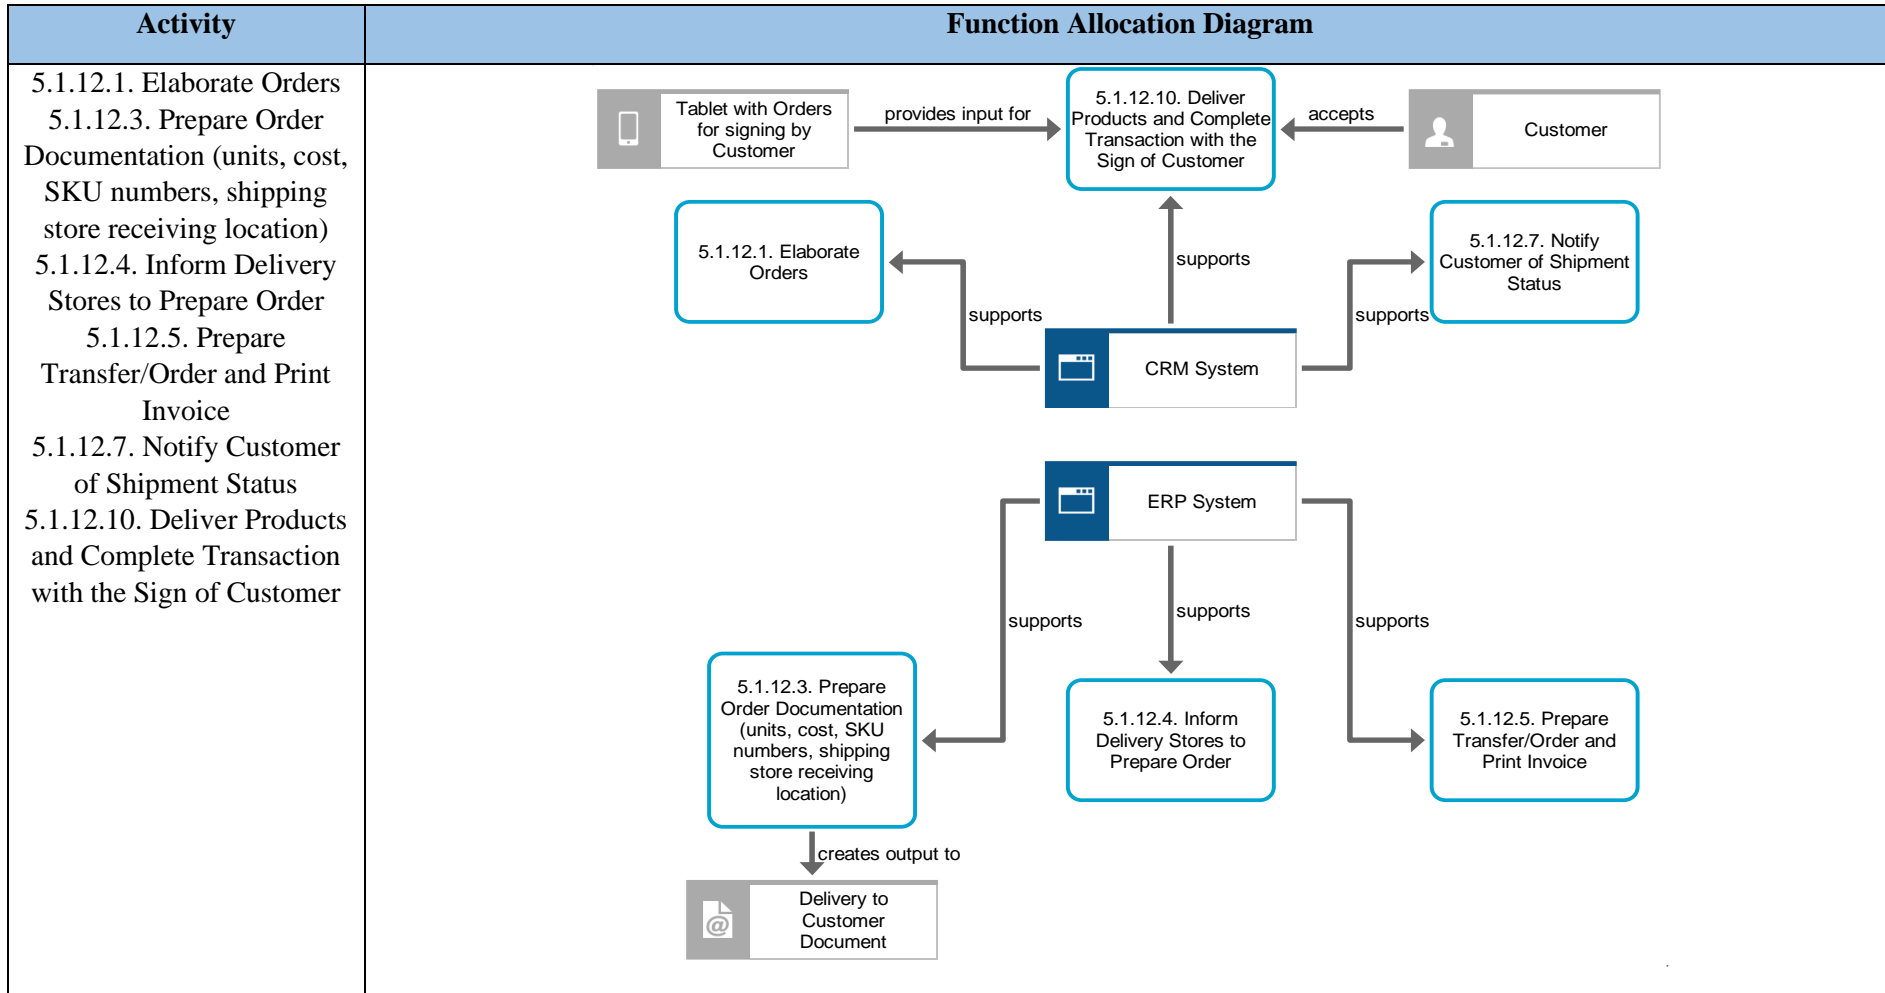 Activity
Function Allocation Diagram
5.1.12.1. Elaborate Orders
5.1.12.3. Prepare Order
Documentation (units, cost,
SKU numbers, shipping
store receiving location)
5.1.12.4. Inform Delivery
Stores to Prepare Order
5.1.12.5. Prepare
Transfer/Order and Print
Invoice
5.1.12.7. Notify Customer
of Shipment Status
5.1.12.10. Deliver Products
and Complete Transaction
with the Sign of Customer
Tablet with Orders
for signing by
Customer
provides input for
5.1.12.10. Deliver
Products and Complete
Transaction with the
Sign of Customer
accepts
Customer
5.1.12.1. Elaborate
Orders
supports
supports
5.1.12.7. Notify
Customer of Shipment
Status
supports
CRM System
ERP System
supports
supports
supports
5.1.12.3. Prepare
Order Documentation
(units, cost, SKU
numbers, shipping
store receiving
location)
5.1.12.4. Inform
Delivery Stores to
Prepare Order
5.1.12.5. Prepare
Transfer/Order and
Print Invoice
creates output to
Delivery to
Customer
Document